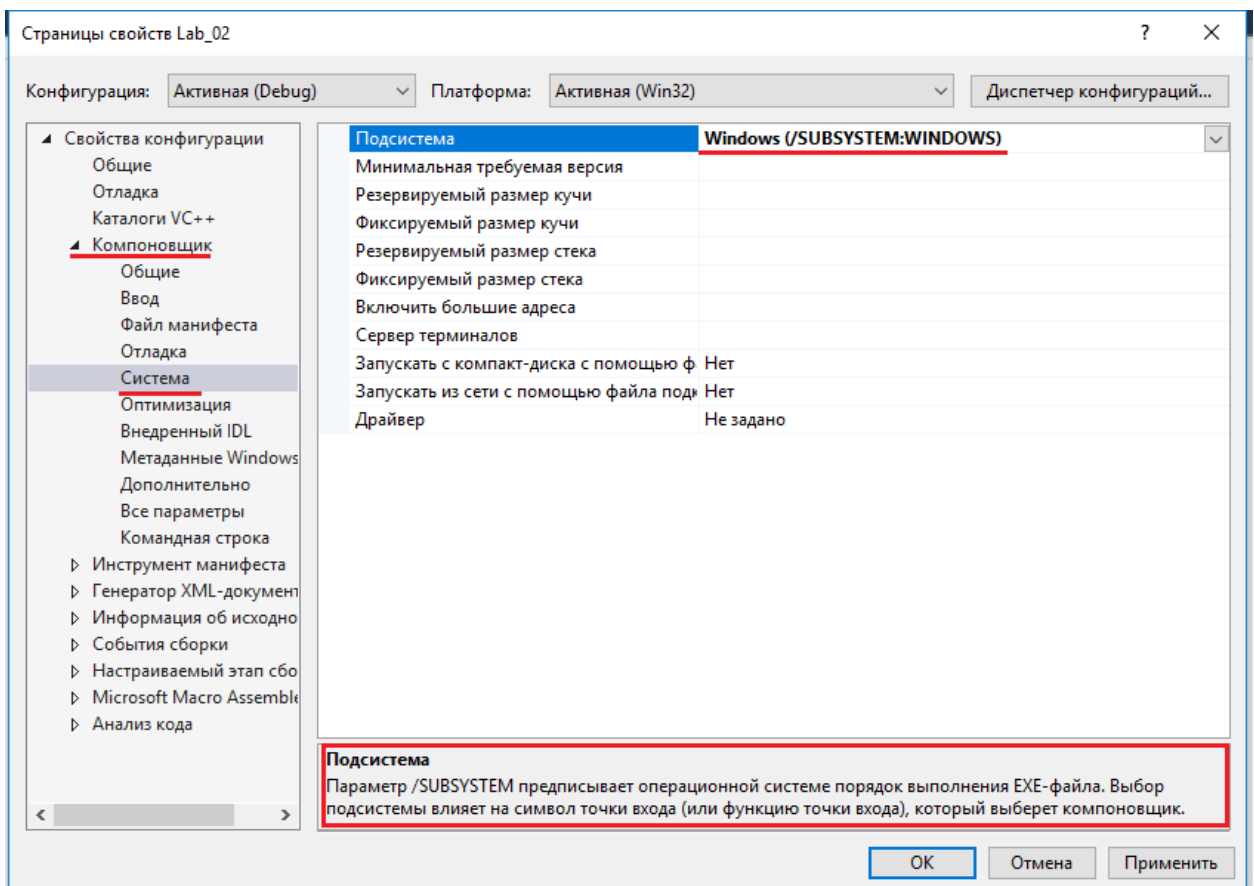 Страницы свойств Lab_02
?
Конфигурация: Активная (Debug) Платформа: Активная (Win32) Диспетчер конфигураций...
Свойства конфигурации
Общие
Отладка
Каталоги VC++
Компоновщик
Общие
Ввод
Файл манифеста
Отладка
Система
Оптимизация
Внедренный IDL
Метаданные Windows
Дополнительно
Все параметры
Командная строка
Инструмент манифеста
Генератор XML-документ
Информация об исходно
События сборки
Настраиваемый этап сбо
Microsoft Macro Assemble
Анализ кода
Подсистема Windows (/SUBSYSTEM:WINDOWS)
Минимальная требуемая версия
Резервируемый размер кучи
Фиксируемый размер кучи
Резервируемый размер стека
Фиксируемый размер стека
Включить большие адреса
Сервер терминалов
Запускать с компакт-диска с помощью ф Нет
Запускать из сети с помощью файла подк Нет
Драйвер Не задано
Подсистема
Параметр /SUBSYSTEM предписывает операционной системе порядок выполнения EXE-файла. Выбор
подсистемы влияет на символ точки входа (или функцию точки входа), который выберет компоновщик.
ОК Отмена Применить